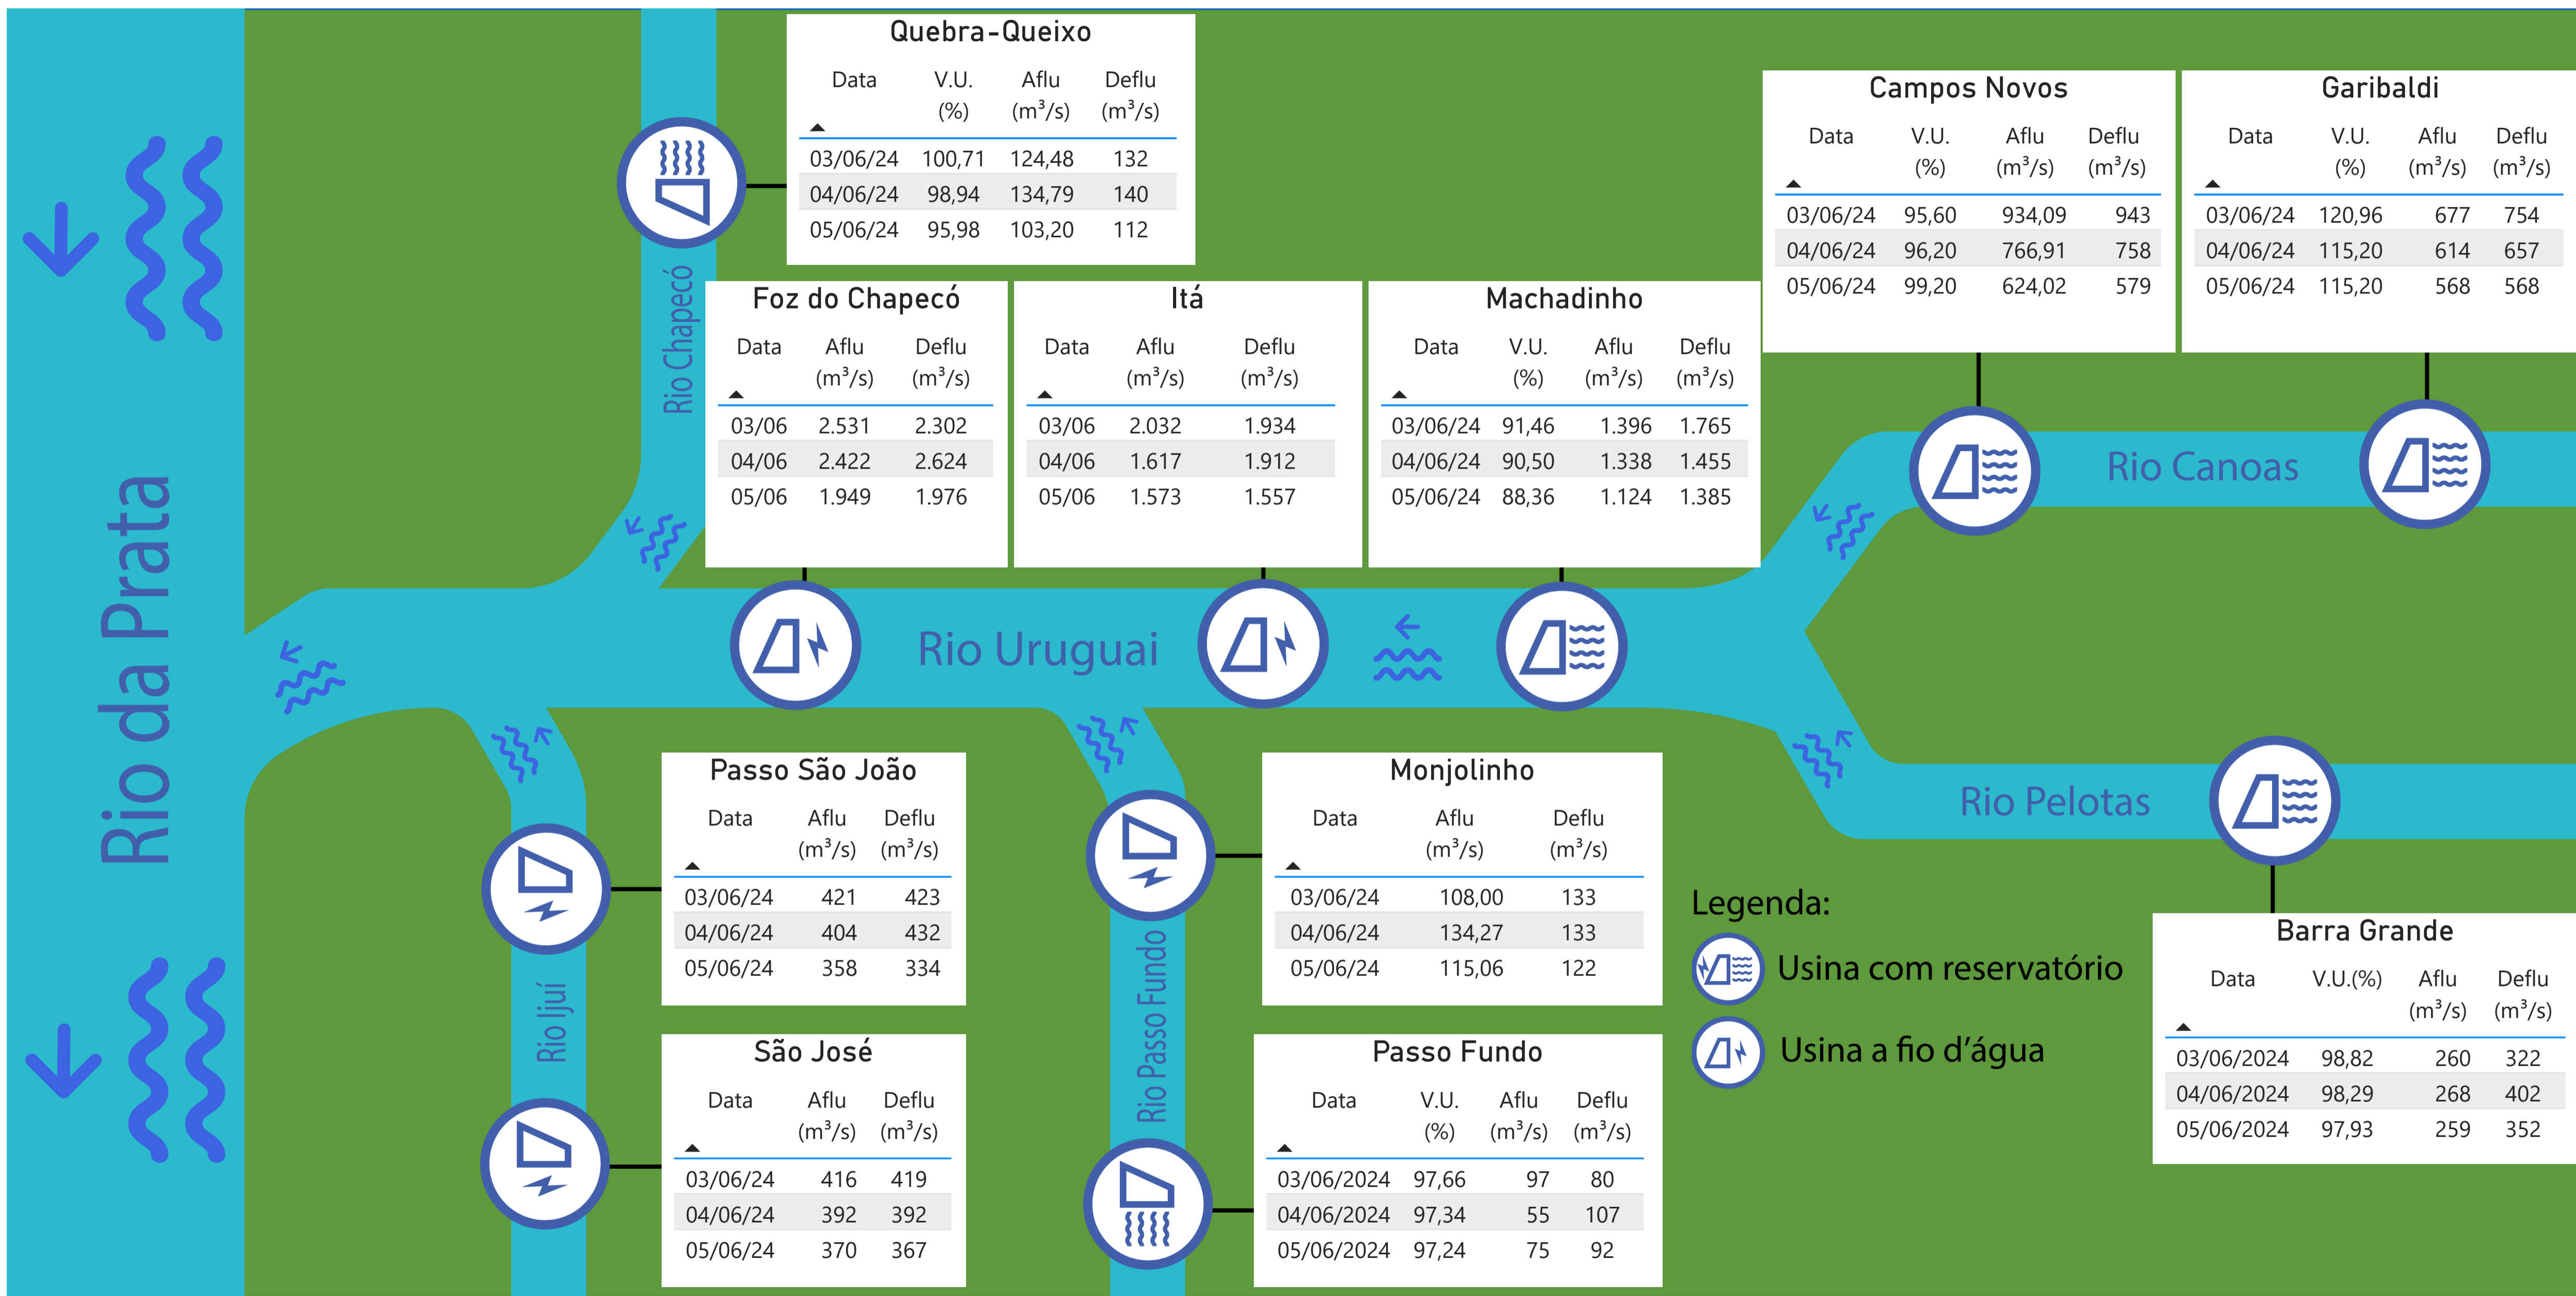 Rio da Prata
Quebra-Queixo
Data V.U. Aflu Deflu
(%) (m³/s) (m³/s)
03/06/24 100,71 124,48 132
04/06/24 98,94 134,79 140
05/06/24 95,98 103,20 112
Rio Chapecó
Campos Novos
Data V.U. Aflu Deflu
(%) (m³/s) (m³/s)
03/06/24 95,60 934,09 943
04/06/24 96,20 766,91 758
05/06/24 99,20 624,02 579
Garibaldi
Data V.U. Aflu Deflu
(%) (m³/s) (m³/s)
03/06/24 120,96 677 754
04/06/24 115,20 614 657
05/06/24 115,20 568 568
Foz do Chapecó
Data Aflu Deflu
(m³/s) (m³/s)
03/06 2.531 2.302
04/06 2.422 2.624
05/06 1.949 1.976
Itá
Data Aflu Deflu
(m³/s) (m³/s)
03/06 2.032 1.934
04/06 1.617 1.912
05/06 1.573 1.557
Machadinho
Data V.U. Aflu Deflu
(%) (m³/s) (m³/s)
03/06/24 91,46 1.396 1.765
04/06/24 90,50 1.338 1.455
05/06/24 88,36 1.124 1.385
Rio Canoas
Rio Uruguai
Rio Pelotas
Passo São João
Data Aflu Deflu
(m³/s) (m³/s)
03/06/24 421 423
04/06/24 404 432
05/06/24 358 334
Rio Ijuí
São José
Data Aflu Deflu
(m³/s) (m³/s)
03/06/24 416 419
04/06/24 392 392
05/06/24 370 367
Monjolinho
Data Aflu Deflu
(m³/s) (m³/s)
03/06/24 108,00 133
04/06/24 134,27 133
05/06/24 115,06 122
Rio Passo Fundo
Passo Fundo
Data V.U. Aflu Deflu
(%) (m³/s) (m³/s)
03/06/2024 97,66 97 80
04/06/2024 97,34 55 107
05/06/2024 97,24 75 92
Legenda:
Usina com reservatório
Usina a fio d'água
Barra Grande
Data V.U.(%) Aflu Deflu
(m³/s) (m³/s)
03/06/2024 98,82 260 322
04/06/2024 98,29 268 402
05/06/2024 97,93 259 352